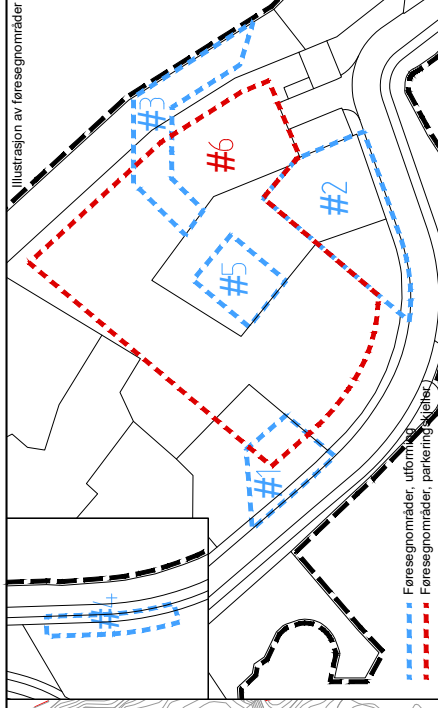 Illustrasjon av føresegnområder
#3
#6
#2
#5
#1
#4
Føresegnområder, utforming
Føresegnområder, parkeringskjeller